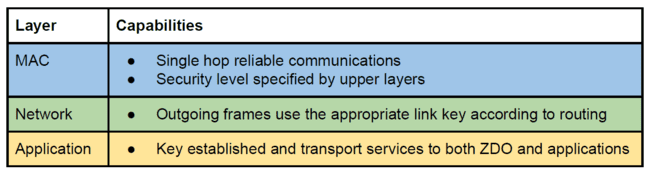 Layer Capabilities
MAC ● Single hop reliable communications
● Security level specified by upper layers
Network ● Outgoing frames use the appropriate link key according to routing
Application ● Key established and transport services to both ZDO and applications